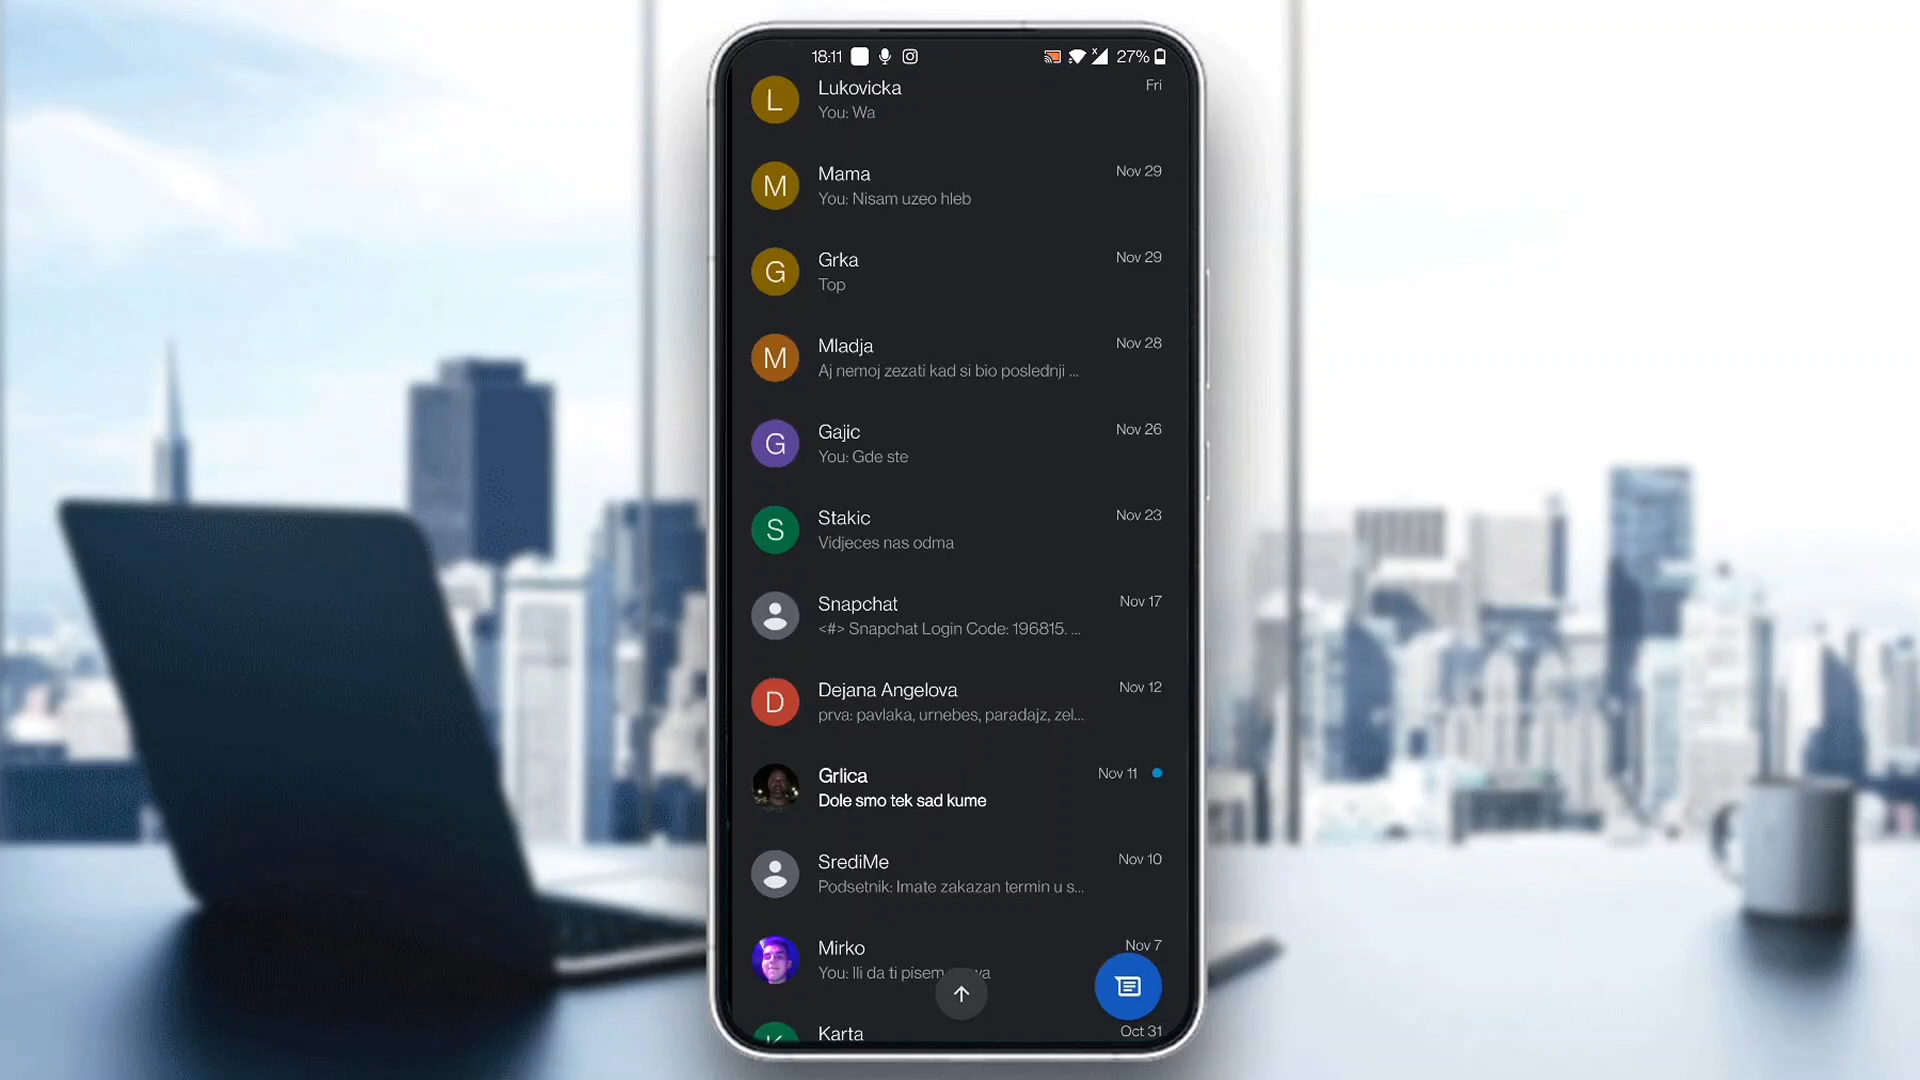 18:11 27%
L Lukovicka Fri
You: Wa
M Mama Nov 29
You: Nisam uzeo hleb
G Grka Nov 29
Top
M Mladja Nov 28
Aj nemoj zezati kad si bio poslednji ...
G Gajic Nov 26
You: Gde ste
S Stakic Nov 23
Vidjeces nas odma
Snapchat Nov 17
<#> Snapchat Login Code: 196815. ...
D Dejana Angelova Nov 12
prva: pavlaka, urnebes, paradajz, zel...
Grlica Nov 11
Dole smo tek sad kume
SrediMe Nov 10
Podsetnik: Imate zakazan termin u s...
Mirko Nov 7
You: Ili da ti pisem
K Karta Oct 31